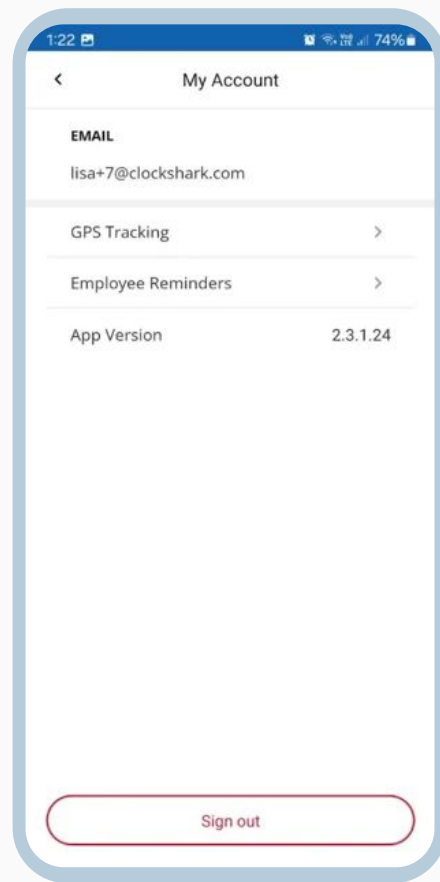 1:22 74%
My Account
EMAIL
lisa+7@clockshark.com
GPS Tracking
Employee Reminders
App Version 2.3.1.24
Sign out